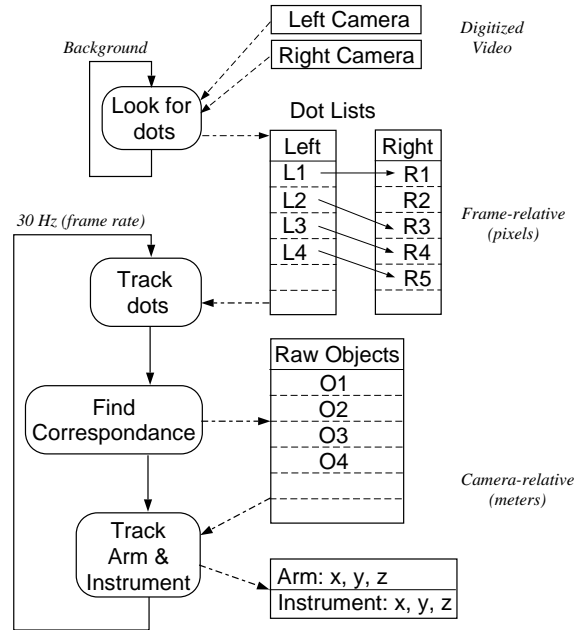 Left Camera
Right Camera
Digitized
Video
Background
Look for
dots
Dot Lists
Left
Right
L1
R1
L2
R2
L3
R3
L4
R4
R5
Frame-relative
(pixels)
30 Hz (frame rate)
Track
dots
Raw Objects
O1
O2
O3
O4
Find
Correspondance
Camera-relative
(meters)
Track
Arm &
Instrument
Arm: x, y, z
Instrument: x, y, z